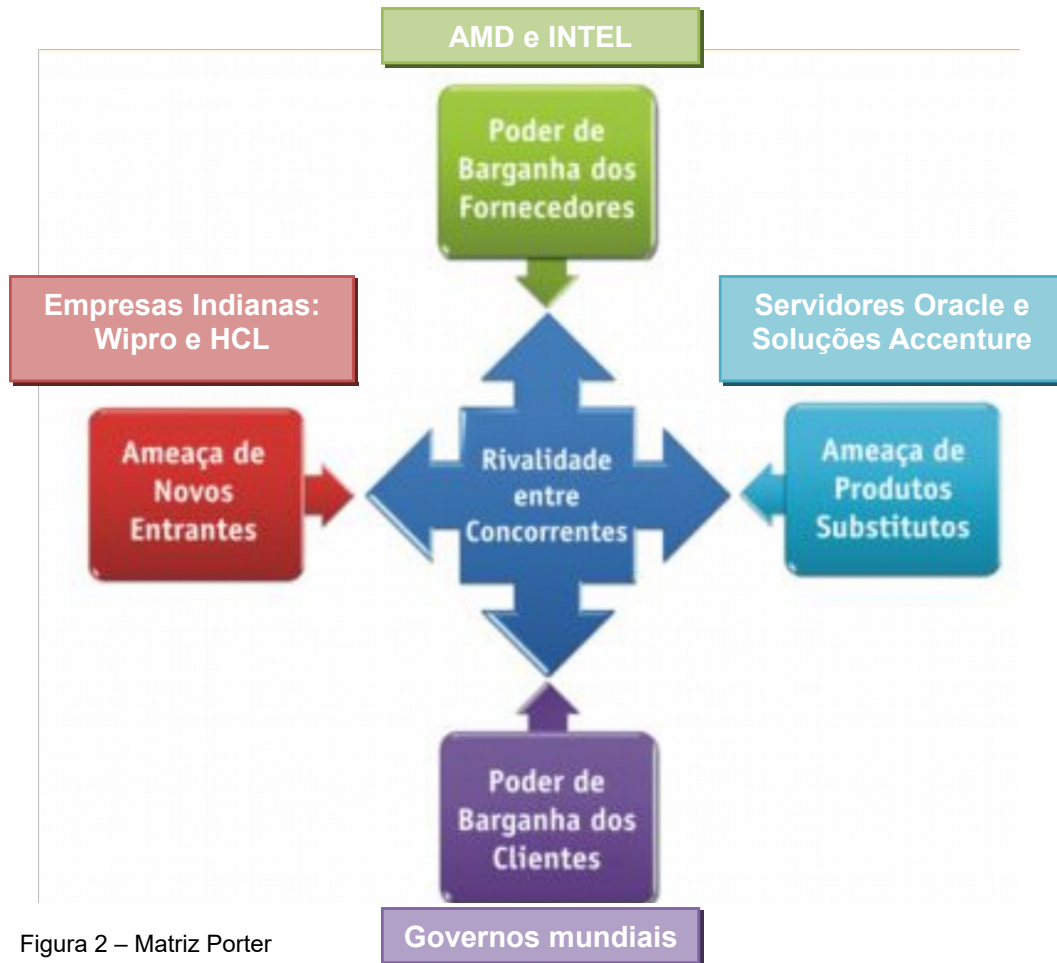 AMD e INTEL
Poder de
Barganha dos
Fornecedores
Empresas Indianas:
Wipro e HCL
Servidores Oracle e
Soluções Accenture
Ameaça de
Novos
Entrantes
Rivalidade
entre
Concorrentes
Ameaça de
Produtos
Substitutos
Poder de
Barganha dos
Clientes
Governos mundiais
Figura 2 – Matriz Porter